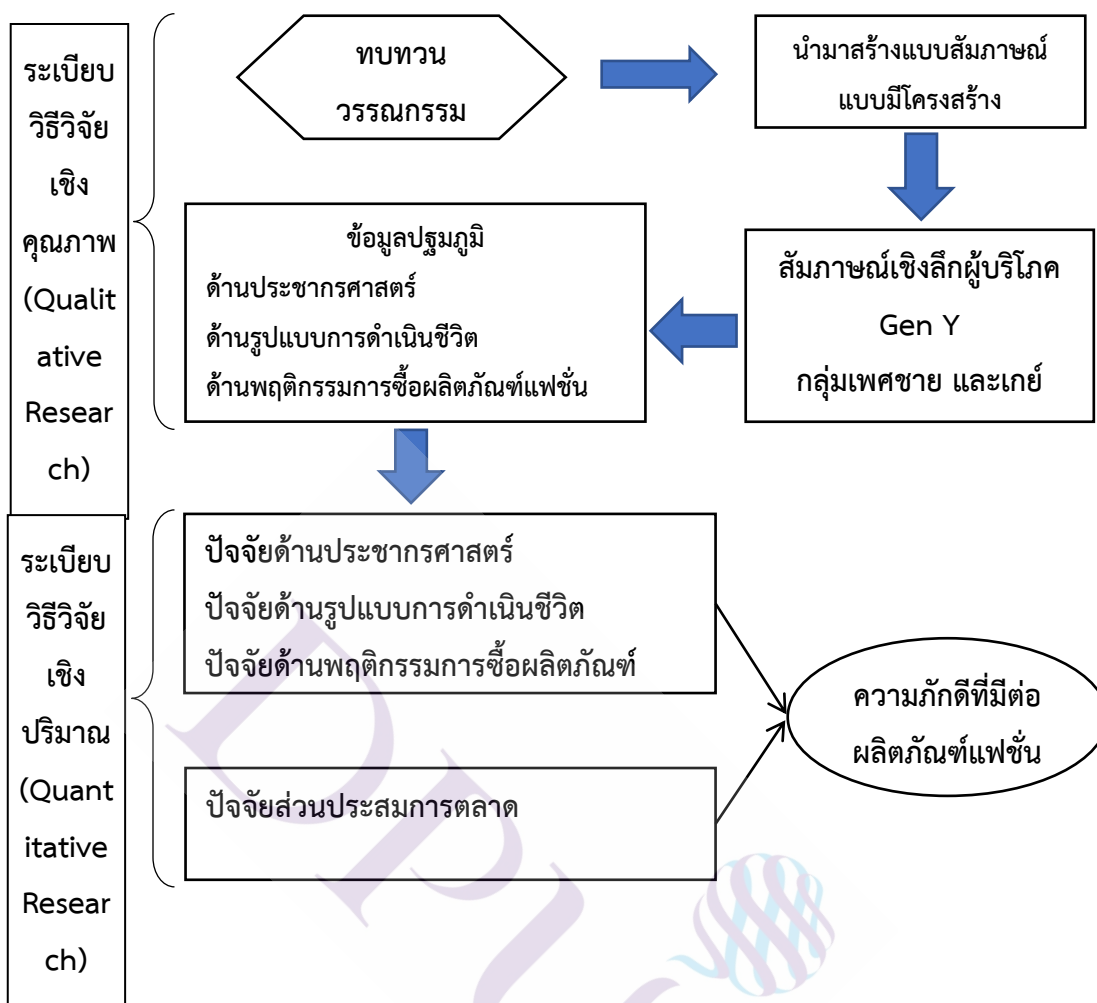 ระเบียบ
วิธีวิจัย
เชิง
คุณภาพ
(Qualit
ative
Resear
ch)
ทบทวน
วรรณกรรม
นำมาสร้างแบบสัมภาษณ์
แบบมีโครงสร้าง
สัมภาษณ์เชิงลึกผู้บริโภค
Gen Y
กลุ่มเพศชาย และเกย์
ข้อมูลปฐมภูมิ
ด้านประชากรศาสตร์
ด้านรูปแบบการดำเนินชีวิต
ด้านพฤติกรรมการซื้อผลิตภัณฑ์แฟชั่น
ระเบียบ
วิธีวิจัย
เชิง
ปริมาณ
(Quant
itative
Resear
ch)
ปัจจัยด้านประชากรศาสตร์
ปัจจัยด้านรูปแบบการดำเนินชีวิต
ปัจจัยด้านพฤติกรรมการซื้อผลิตภัณฑ์
ปัจจัยส่วนประสมการตลาด
ความภักดีที่มีต่อ
ผลิตภัณฑ์แฟชั่น
DPU